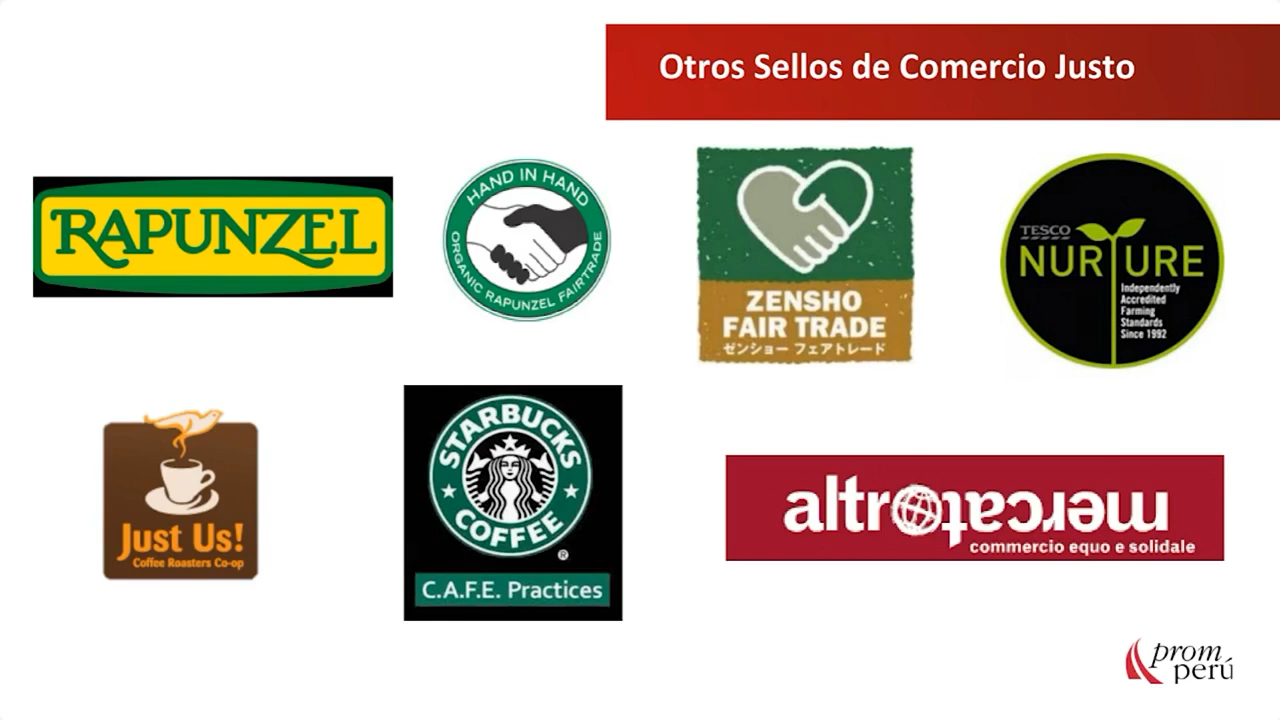 Otros Sellos de Comercio Justo
RAPUNZEL
HAND IN HAND
ORGANIC RAPUNZEL FAIRTRADE
ZENSHO
FAIR TRADE
ゼンショー フェアトレード
TESCO
NURTURE
Independently
Accredited
Farming
Standards
Since 1992
Just Us!
Coffee Roasters Co-op
STARBUCKS
COFFEE
®
C.A.F.E. Practices
altromercato
commercio equo e solidale
prom
perú